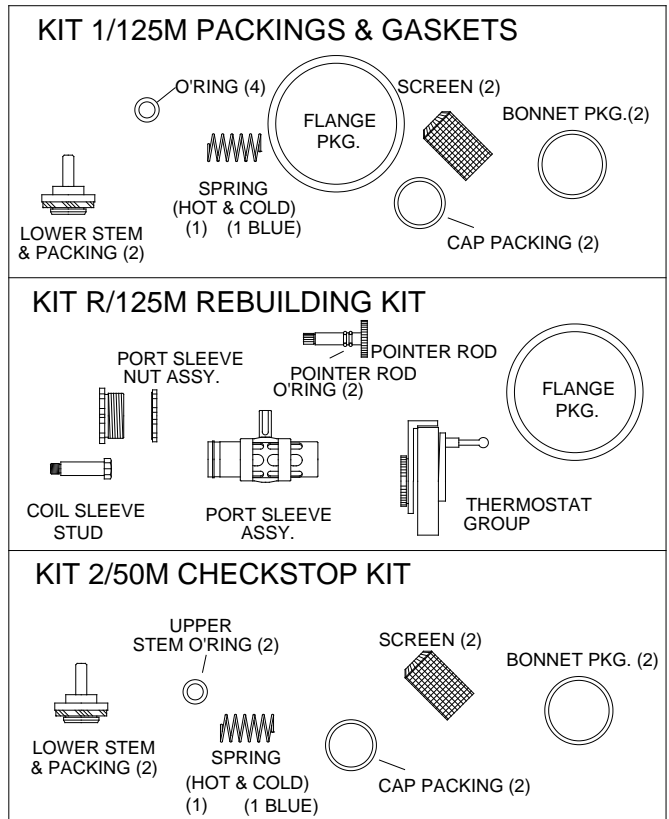 KIT 1/125M PACKINGS & GASKETS
O'RING (4)
FLANGE
PKG.
SCREEN (2)
BONNET PKG.(2)
SPRING
(HOT & COLD)
(1) (1 BLUE)
LOWER STEM
& PACKING (2)
CAP PACKING (2)
KIT R/125M REBUILDING KIT
PORT SLEEVE
NUT ASSY.
POINTER ROD
POINTER ROD
O'RING (2)
FLANGE
PKG.
COIL SLEEVE
STUD
PORT SLEEVE
ASSY.
THERMOSTAT
GROUP
KIT 2/50M CHECKSTOP KIT
UPPER
STEM O'RING (2)
SCREEN (2)
BONNET PKG. (2)
LOWER STEM
& PACKING (2)
SPRING
(HOT & COLD)
(1) (1 BLUE)
CAP PACKING (2)